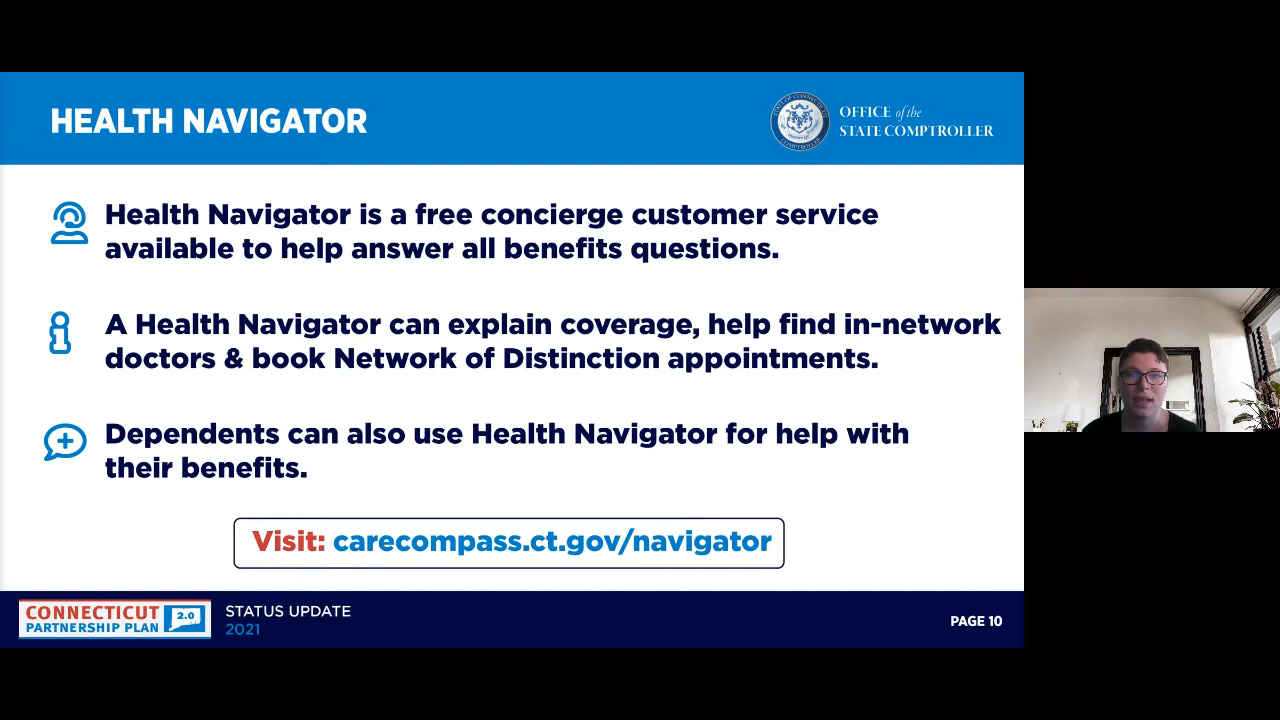 HEALTH NAVIGATOR
OFFICE of the
STATE COMPTROLLER
Health Navigator is a free concierge customer service
available to help answer all benefits questions.
A Health Navigator can explain coverage, help find in-network
doctors & book Network of Distinction appointments.
Dependents can also use Health Navigator for help with
their benefits.
Visit: carecompass.ct.gov/navigator
CONNECTICUT
PARTNERSHIP PLAN
2.0
STATUS UPDATE
2021
PAGE 10